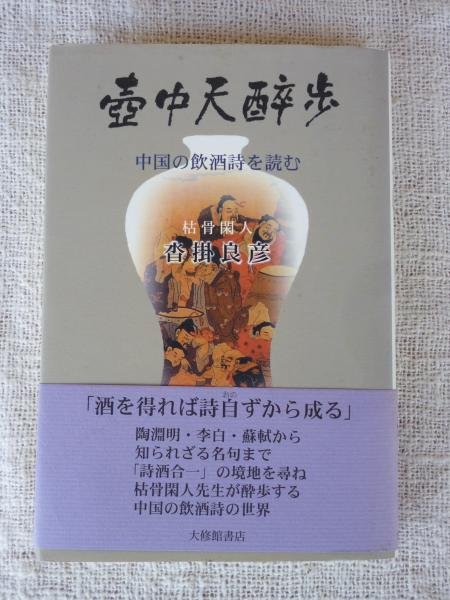 壺中天酔歩
中国の飲酒詩を読む
枯骨閑人
沓掛良彦
「酒を得れば詩自ずから成る」
おの
陶淵明・李白・蘇軾から
知られざる名句まで
「詩酒合一」の境地を尋ね
枯骨閑人先生が酔歩する
中国の飲酒詩の世界
大修館書店